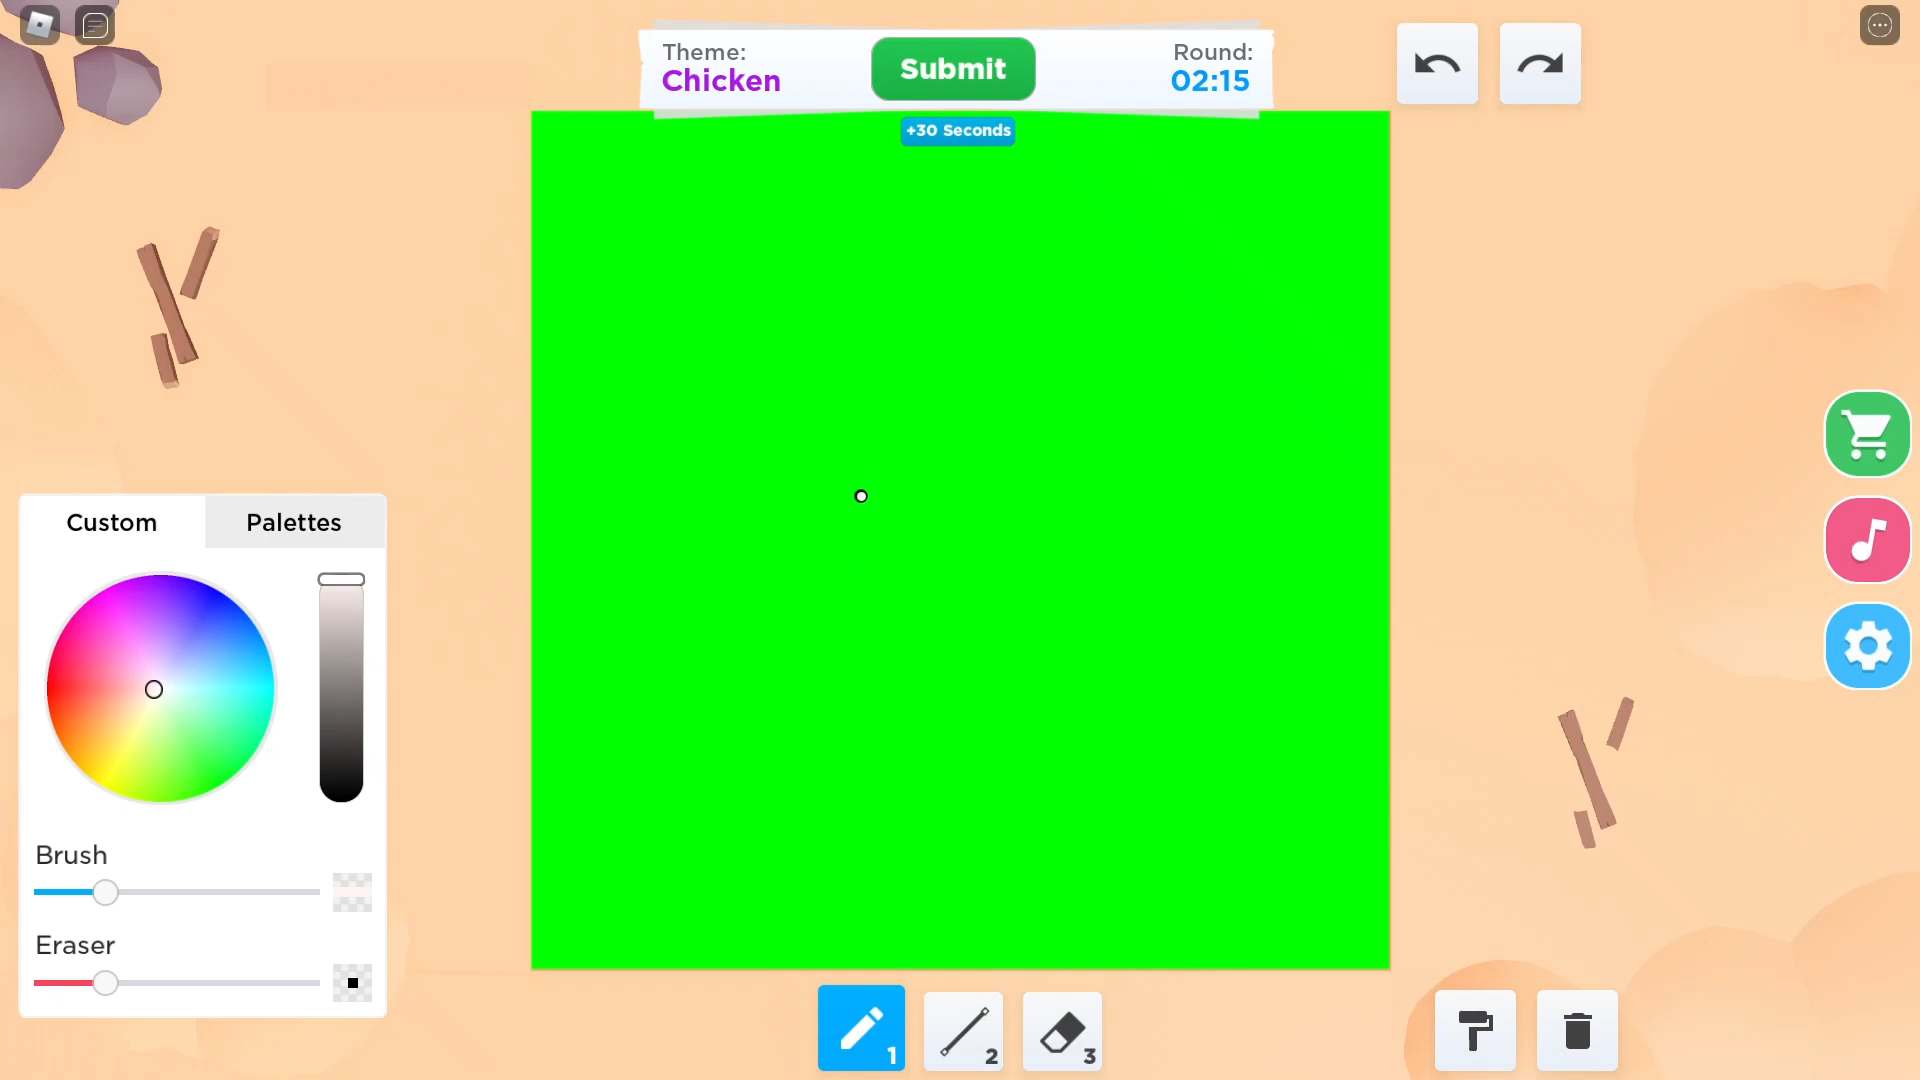 Theme:
Chicken
Submit
Round:
02:15
+30 Seconds
Custom
Palettes
Brush
Eraser
1
2
3